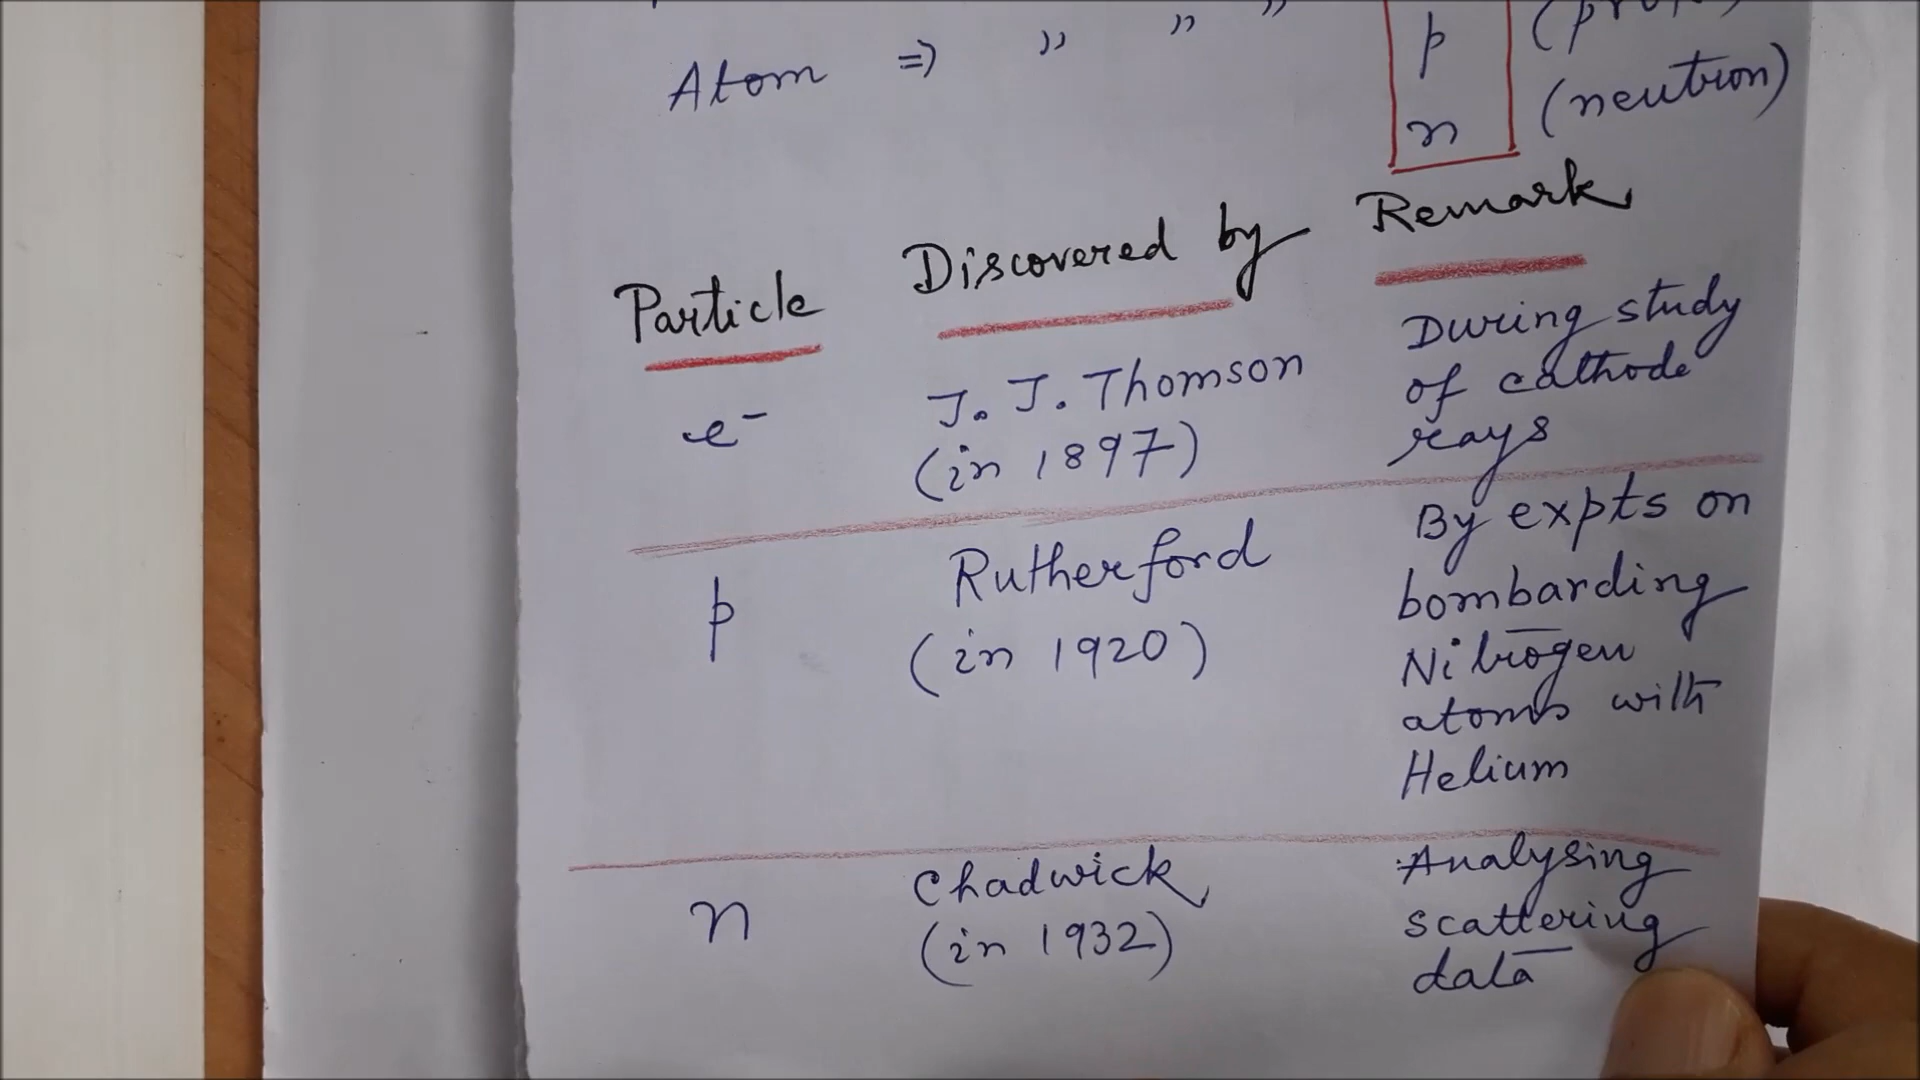 p
Atom ⇒ " " "
n (neutron)
Particle Discovered by Remark
e⁻ J. J. Thomson (in 1897) During study
of cathode
rays
p Rutherford (in 1920) By expts on
bombarding
Nitrogen
atoms with
Helium
n Chadwick (in 1932) Analysing
scattering
data